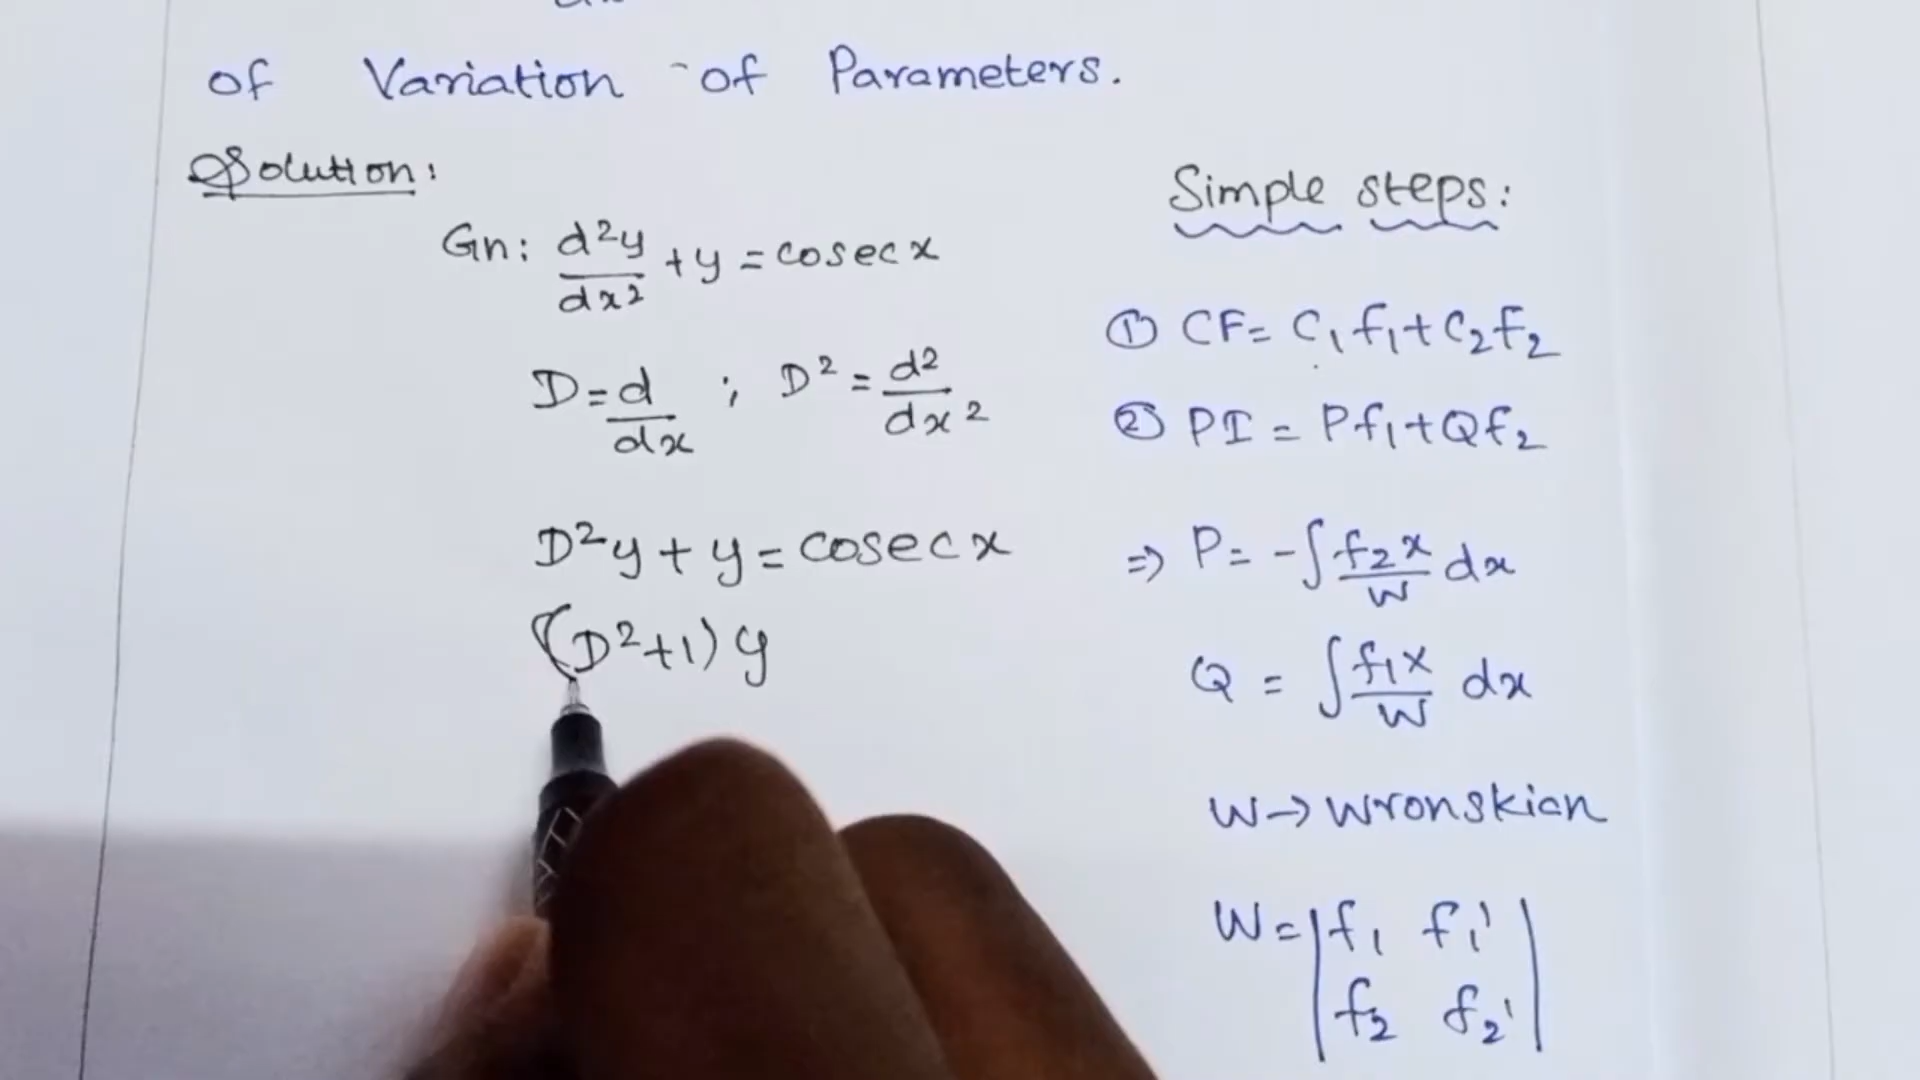 of Variation of Parameters.
Solution:
Gn: d²y/dx² + y = cosec x
D = d/dx ; D² = d²/dx²
D²y + y = cosec x
(D²+1) y
Simple steps:
① CF = C₁f₁ + C₂f₂
② PI = Pf₁ + Qf₂
⇒ P = -∫ f₂x/W dx
Q = ∫ f₁x/W dx
W → Wronskian
W = | f₁ f₁' |
| f₂ f₂' |